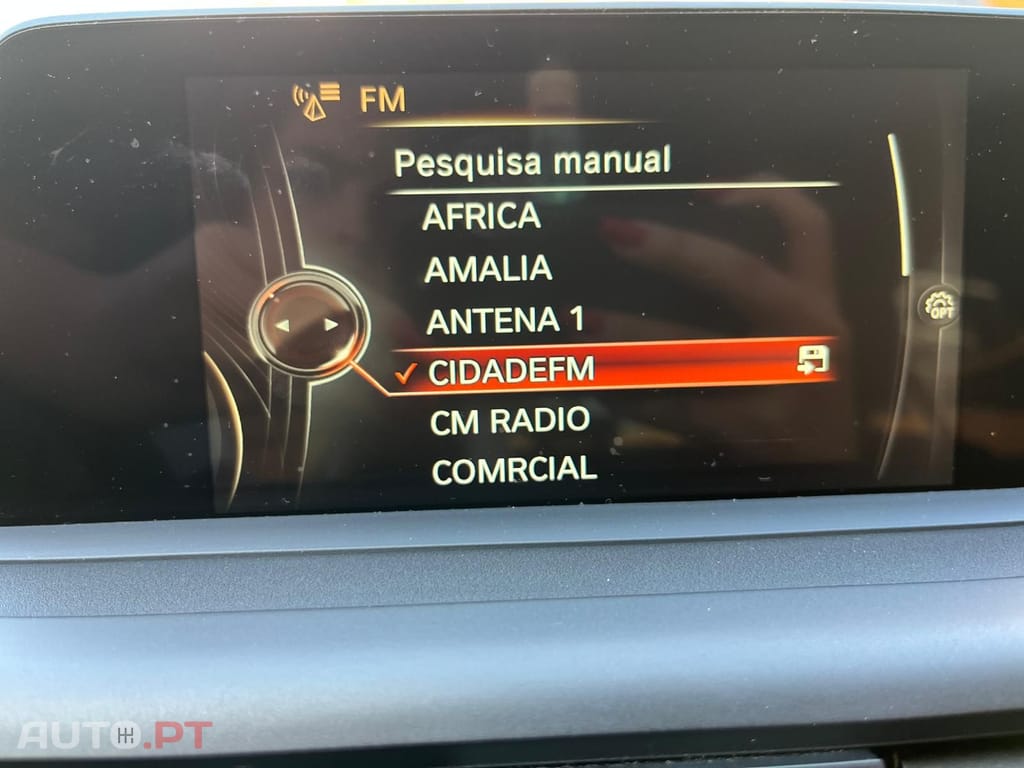 FM
Pesquisa manual
AFRICA
AMALIA
ANTENA 1
CIDADEFM
CM RADIO
COMRCIAL
OPT
AUTO.PT